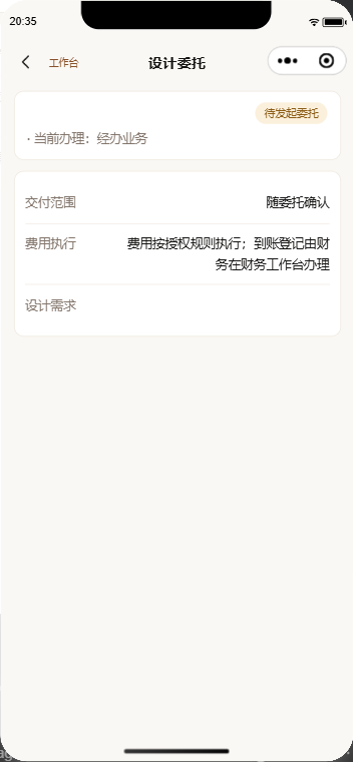 20:35
工作台
设计委托
待发起委托
· 当前办理：经办业务
交付范围
随委托确认
费用执行
费用按授权规则执行；到账登记由财
务在财务工作台办理
设计需求